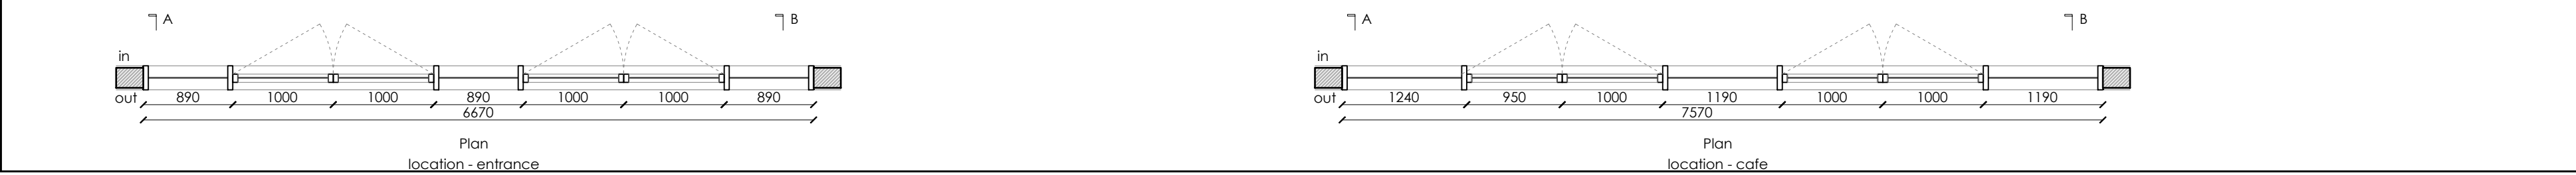 A B
in
out
890 1000 1000 890 1000 1000 890
6670
Plan
location - entrance
A B
in
out
1240 950 1000 1190 1000 1000 1190
7570
Plan
location - cafe